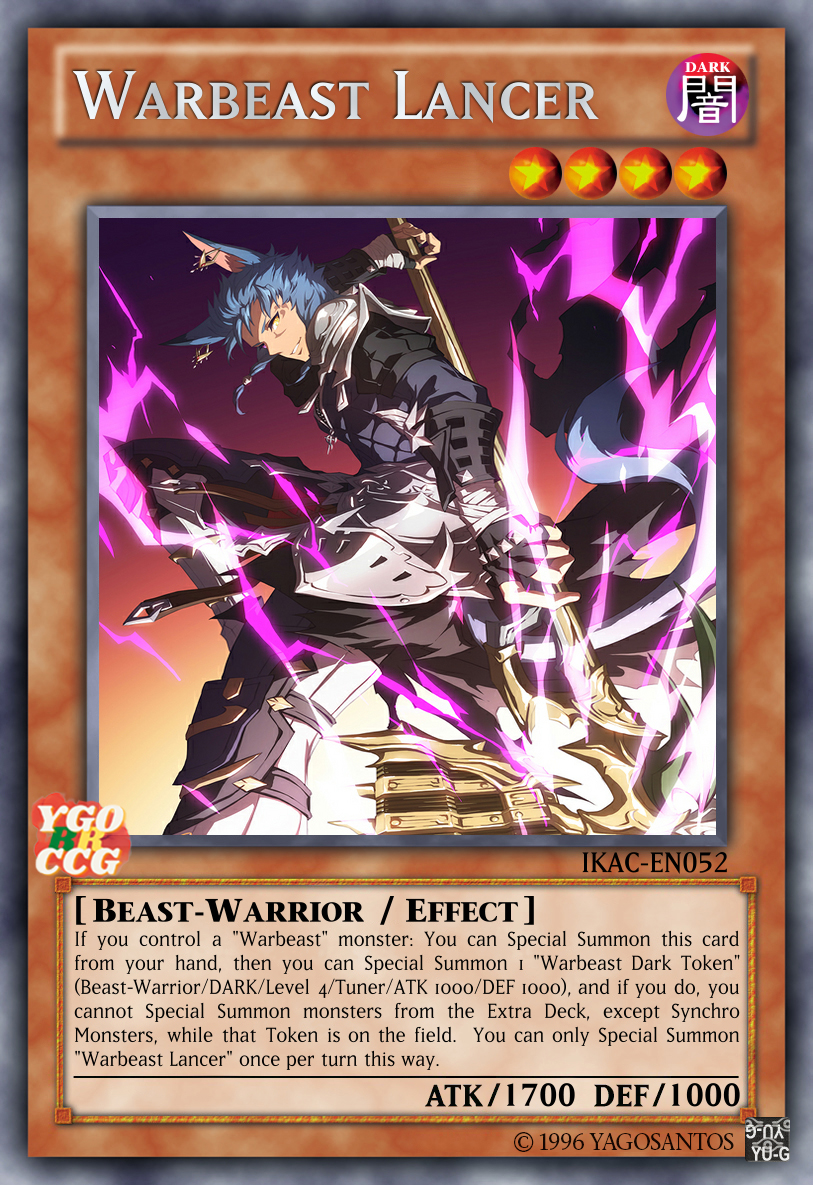 WARBEAST LANCER
DARK
闇
YGO
BR
CCG
IKAC-EN052
[ BEAST-WARRIOR / EFFECT ]
If you control a "Warbeast" monster: You can Special Summon this card
from your hand, then you can Special Summon 1 "Warbeast Dark Token"
(Beast-Warrior/DARK/Level 4/Tuner/ATK 1000/DEF 1000), and if you do, you
cannot Special Summon monsters from the Extra Deck, except Synchro
Monsters, while that Token is on the field. You can only Special Summon
"Warbeast Lancer" once per turn this way.
ATK/1700 DEF/1000
© 1996 YAGOSANTOS
YU-G
YU-G